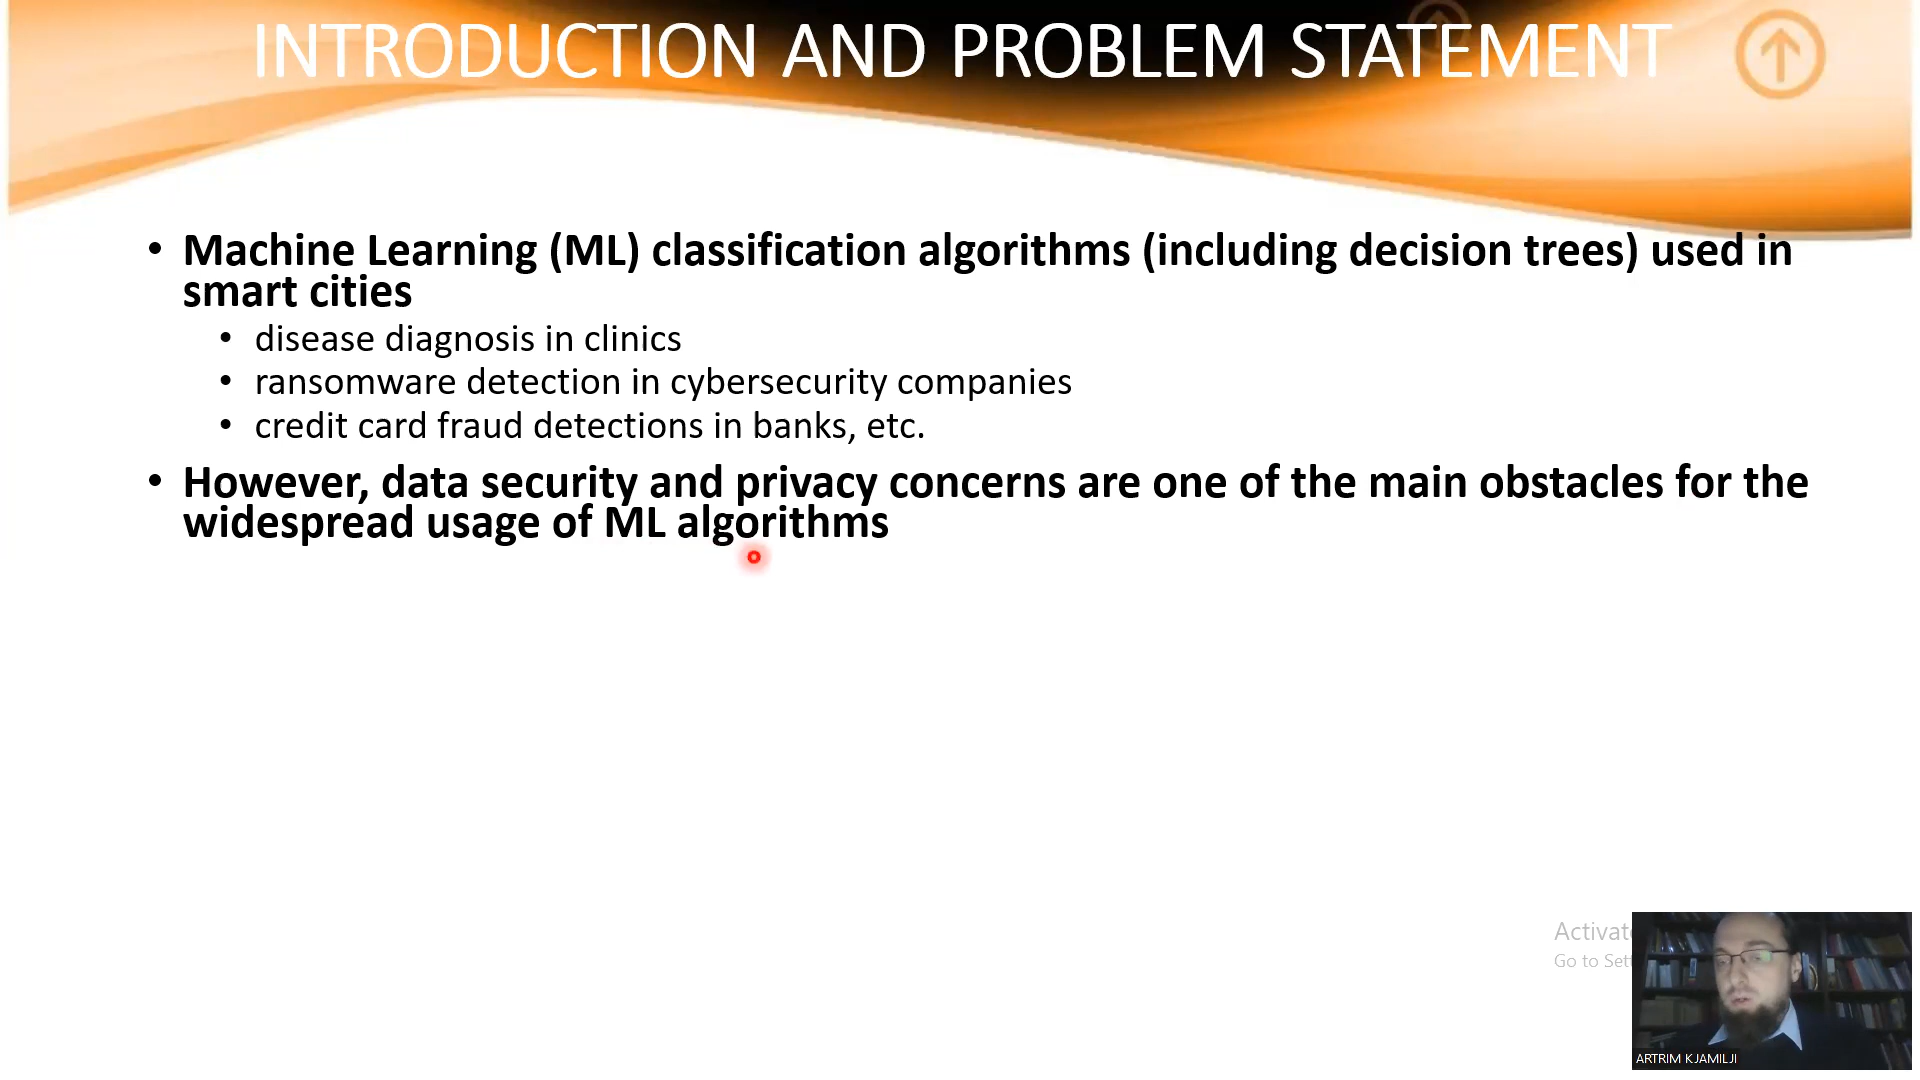 INTRODUCTION AND PROBLEM STATEMENT
• Machine Learning (ML) classification algorithms (including decision trees) used in
smart cities
• disease diagnosis in clinics
• ransomware detection in cybersecurity companies
• credit card fraud detections in banks, etc.
• However, data security and privacy concerns are one of the main obstacles for the
widespread usage of ML algorithms
Go to
ARTRIM KJAMILJI